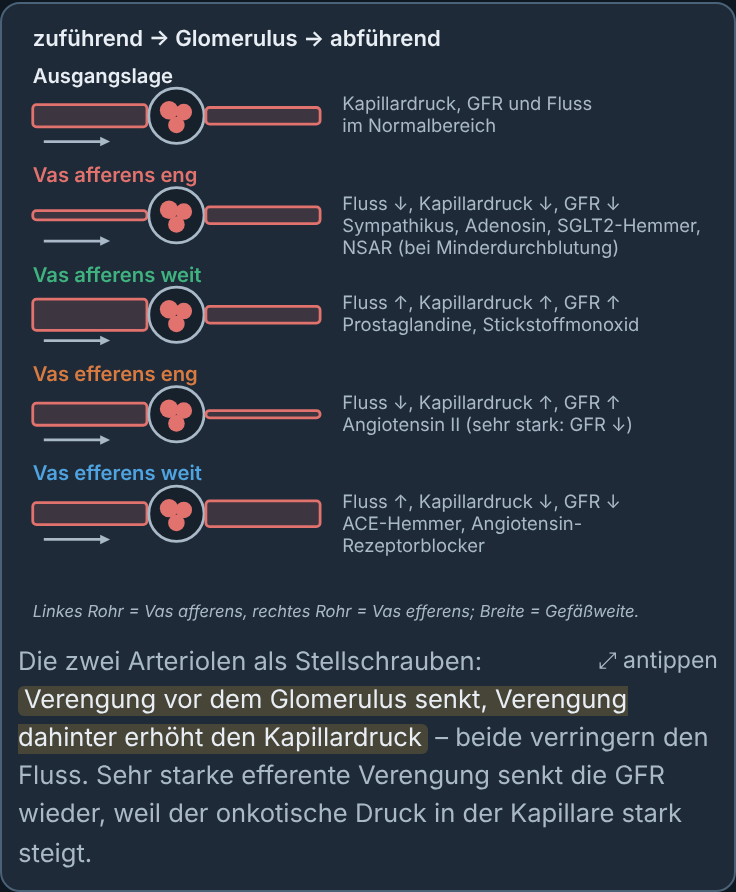 zuführend → Glomerulus → abführend
Ausgangslage
Kapillardruck, GFR und Fluss
im Normalbereich
Vas afferens eng
Fluss ↓, Kapillardruck ↓, GFR ↓
Sympathikus, Adenosin, SGLT2-Hemmer,
NSAR (bei Minderdurchblutung)
Vas afferens weit
Fluss ↑, Kapillardruck ↑, GFR ↑
Prostaglandine, Stickstoffmonoxid
Vas efferens eng
Fluss ↓, Kapillardruck ↑, GFR ↑
Angiotensin II (sehr stark: GFR ↓)
Vas efferens weit
Fluss ↑, Kapillardruck ↓, GFR ↓
ACE-Hemmer, Angiotensin-
Rezeptorblocker
Linkes Rohr = Vas afferens, rechtes Rohr = Vas efferens; Breite = Gefäßweite.
Die zwei Arteriolen als Stellschrauben:
⤢ antippen
Verengung vor dem Glomerulus senkt, Verengung
dahinter erhöht den Kapillardruck – beide verringern den
Fluss. Sehr starke efferente Verengung senkt die GFR
wieder, weil der onkotische Druck in der Kapillare stark
steigt.